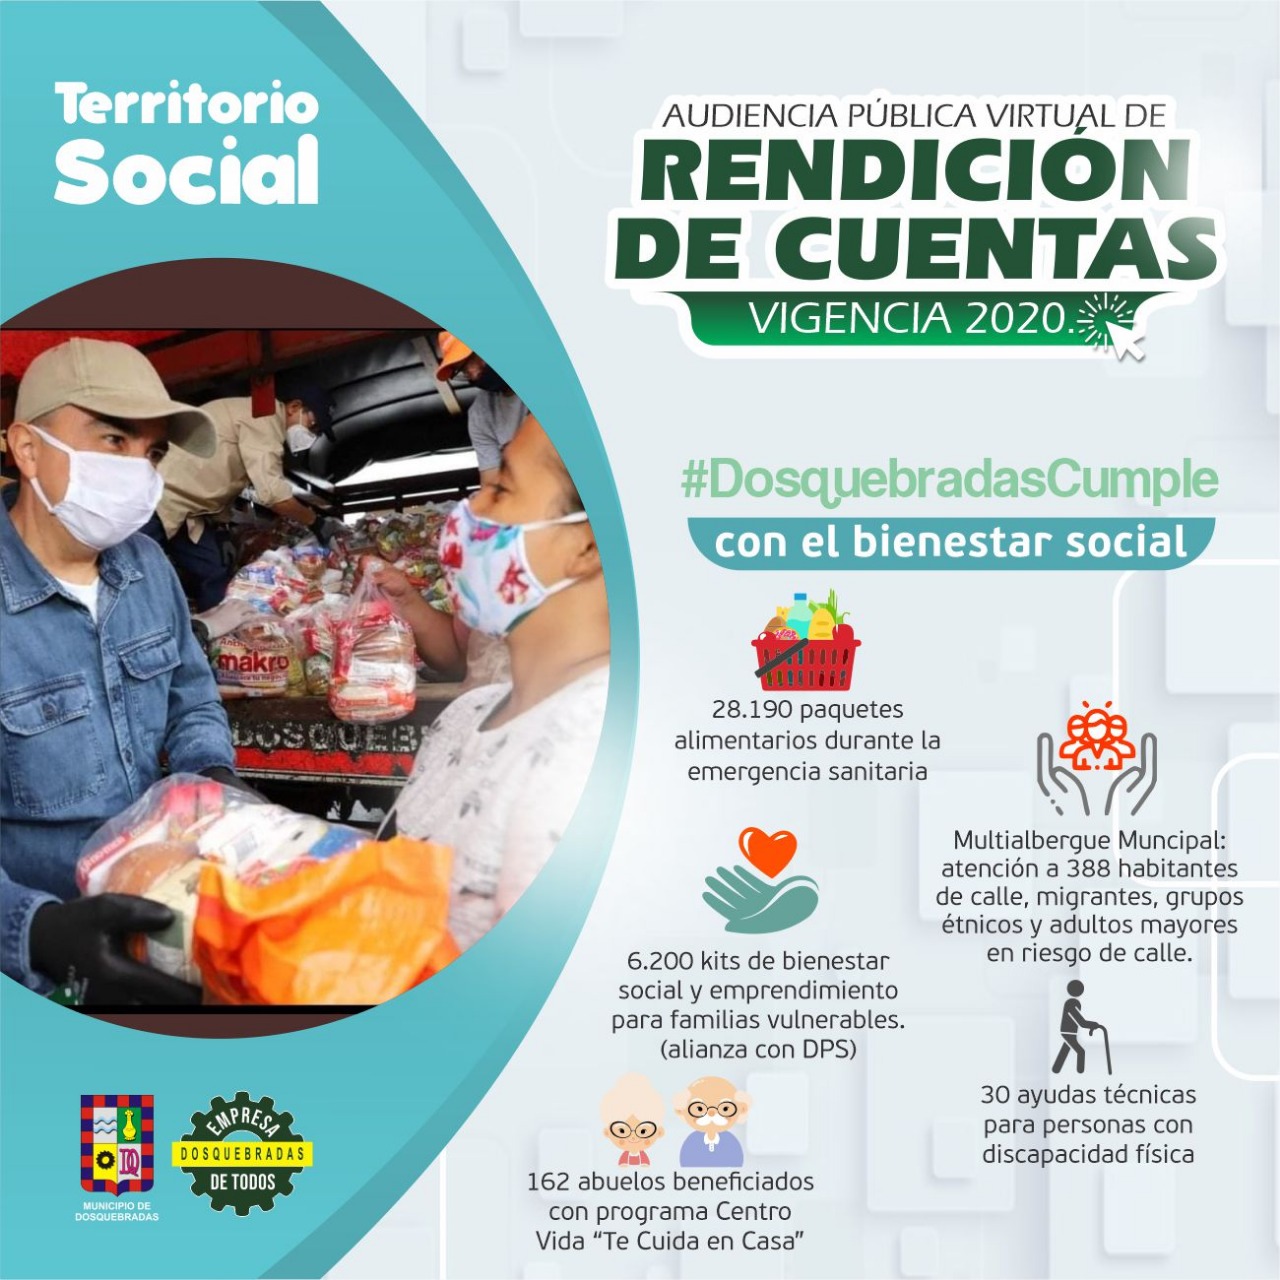 Territorio
Social
AUDIENCIA PÚBLICA VIRTUAL DE
RENDICIÓN
DE CUENTAS
VIGENCIA 2020.
#DosquebradasCumple
con el bienestar social
28.190 paquetes
alimentarios durante la
emergencia sanitaria
Multialbergue Muncipal:
atención a 388 habitantes
de calle, migrantes, grupos
étnicos y adultos mayores
en riesgo de calle.
6.200 kits de bienestar
social y emprendimiento
para familias vulnerables.
(alianza con DPS)
30 ayudas técnicas
para personas con
discapacidad física
162 abuelos beneficiados
con programa Centro
Vida “Te Cuida en Casa”
makro
DOSQUEB
MUNICIPIO DE
DOSQUEBRADAS
EMPRESA
DOSQUEBRADAS
DE TODOS